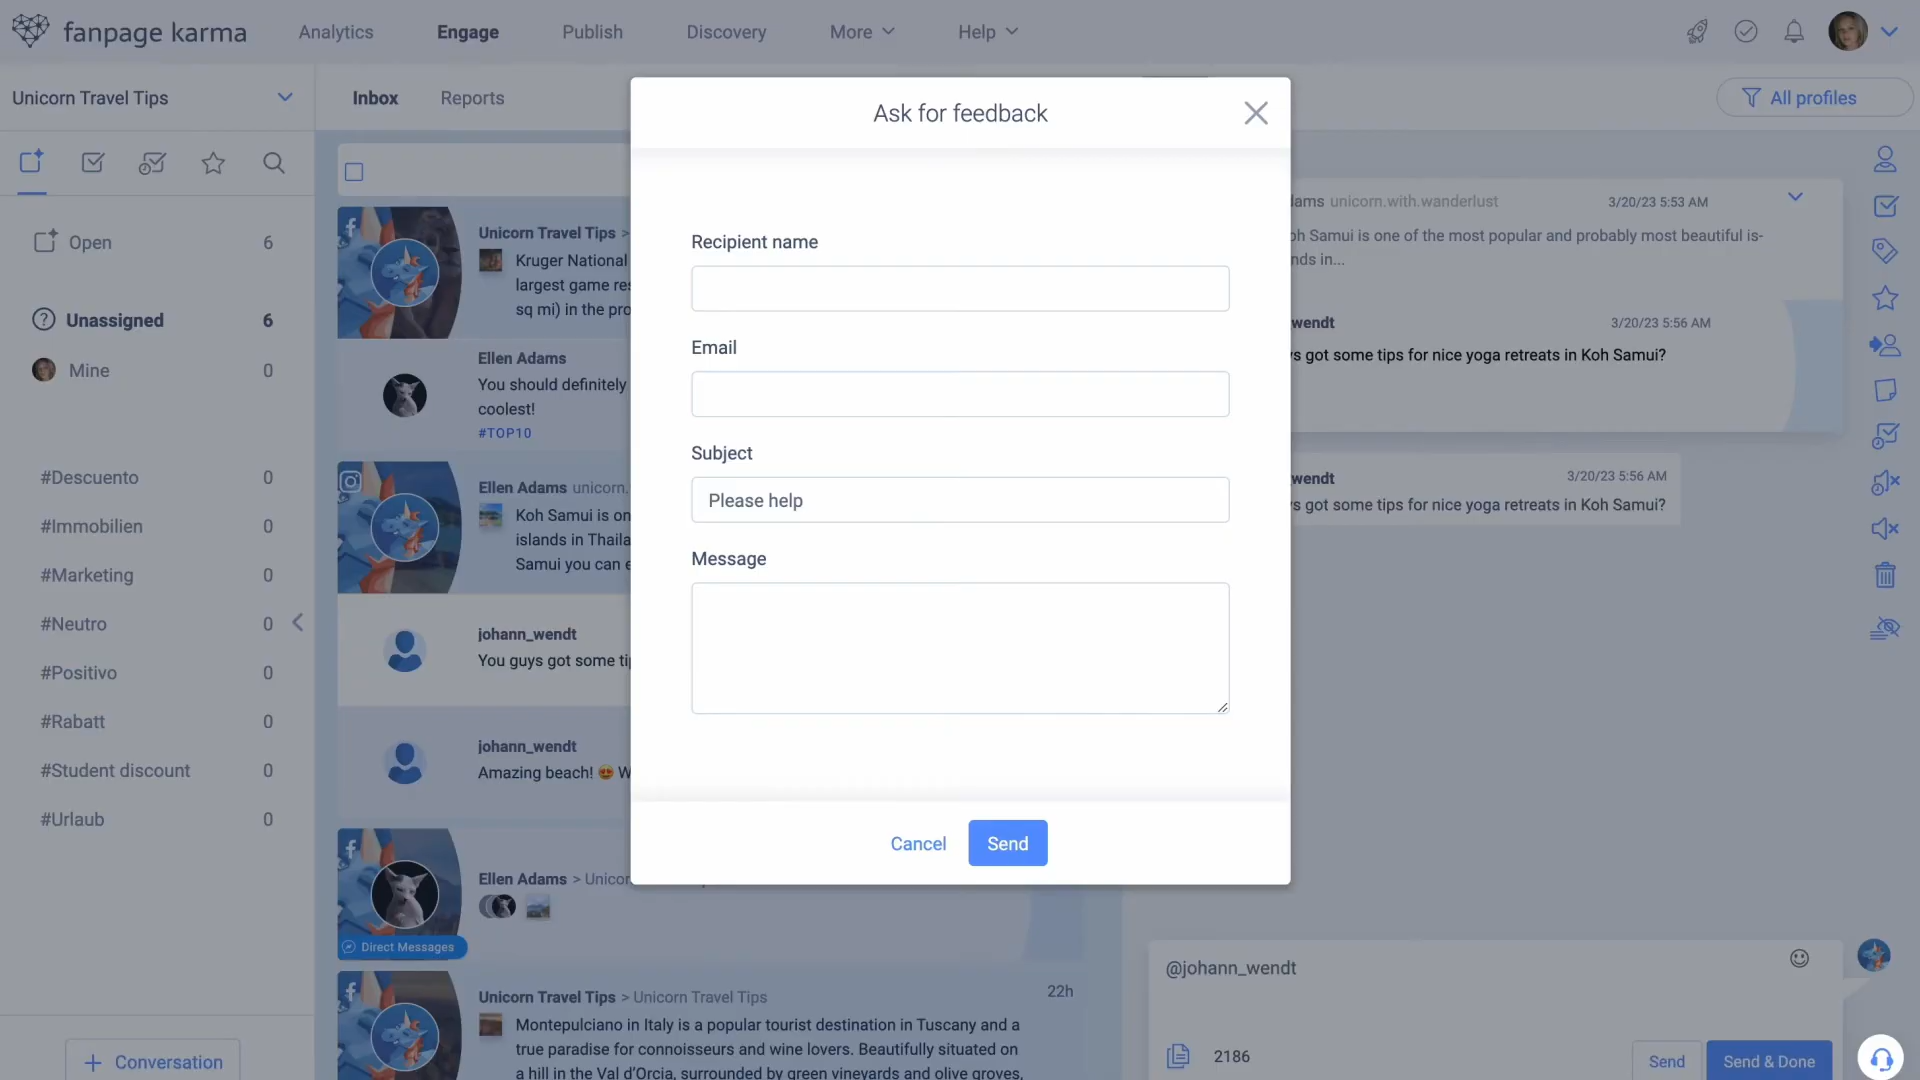 fanpage karma
Analytics
Engage
Publish
Discovery
More
Help
Unicorn Travel Tips
Inbox
Reports
All profiles
Open 6
Unassigned 6
Mine 0
#Descuento 0
#Immobilien 0
#Marketing 0
#Neutro 0
#Positivo 0
#Rabatt 0
#Student discount 0
#Urlaub 0
+ Conversation
Unicorn Travel Tips >
Kruger National
largest game res
sq mi) in the pro
Ellen Adams
You should definitely
coolest!
#TOP10
Ellen Adams unicorn.
Koh Samui is on
islands in Thaila
Samui you can e
johann_wendt
You guys got some ti
johann_wendt
Amazing beach! 😍 W
Ellen Adams > Unicor
Direct Messages
Unicorn Travel Tips > Unicorn Travel Tips
22h
Montepulciano in Italy is a popular tourist destination in Tuscany and a
true paradise for connoisseurs and wine lovers. Beautifully situated on
a hill in the Val d'Orcia, surrounded by green vineyards and olive groves,
Ask for feedback
Recipient name
Email
Subject
Please help
Message
Cancel
Send
dams unicorn.with.wanderlust
3/20/23 5:53 AM
oh Samui is one of the most popular and probably most beautiful is-
nds in...
wendt
3/20/23 5:56 AM
ys got some tips for nice yoga retreats in Koh Samui?
wendt
3/20/23 5:56 AM
ys got some tips for nice yoga retreats in Koh Samui?
@johann_wendt
2186
Send
Send & Done